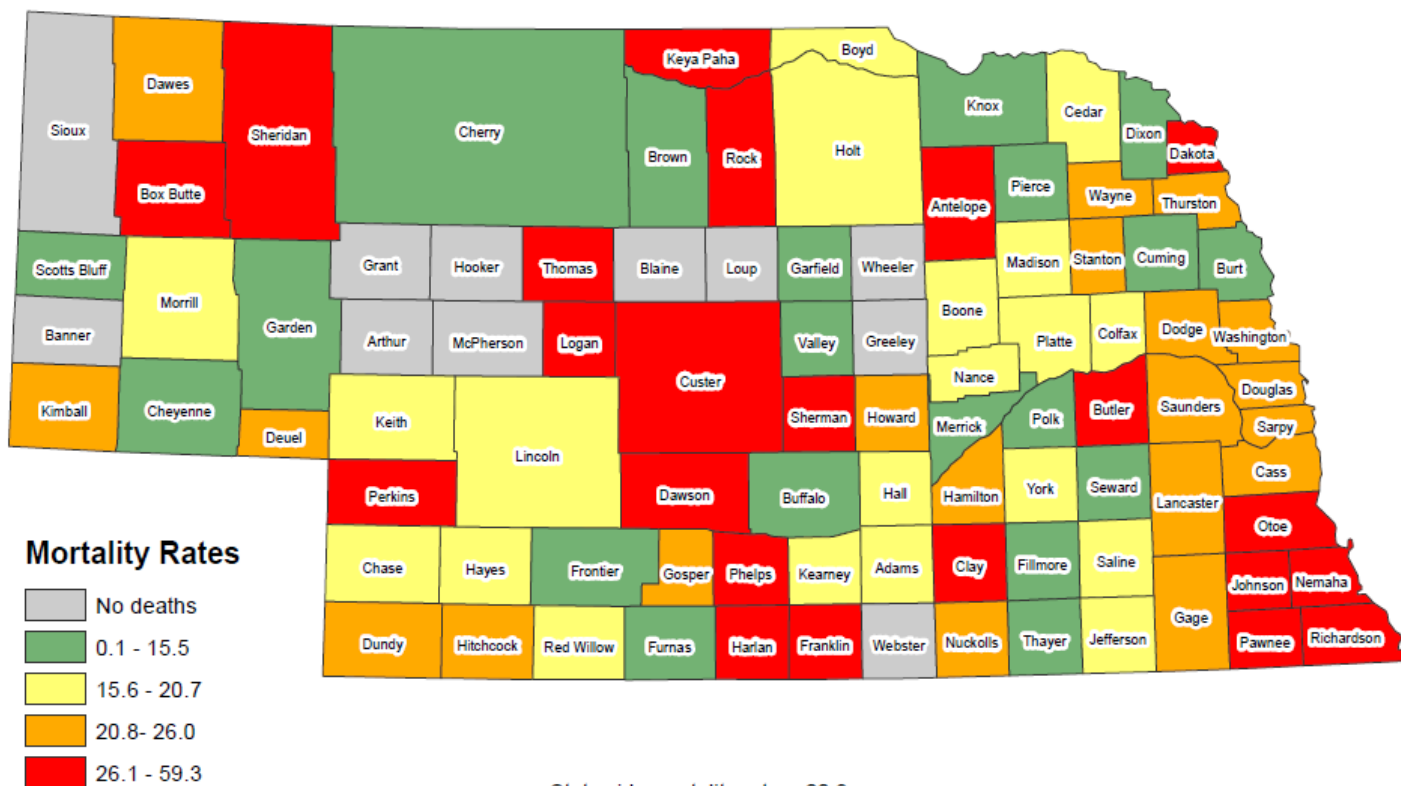 Sioux
Dawes
Sheridan
Box Butte
Cherry
Keya Paha
Boyd
Brown
Rock
Holt
Knox
Cedar
Dixon
Dakota
Antelope
Pierce
Wayne
Thurston
Scotts Bluff
Morrill
Garden
Grant
Hooker
Thomas
Blaine
Loup
Garfield
Wheeler
Madison
Stanton
Cuming
Burt
Banner
Arthur
McPherson
Logan
Custer
Valley
Greeley
Boone
Platte
Colfax
Dodge
Washington
Nance
Kimball
Cheyenne
Deuel
Keith
Lincoln
Sherman
Howard
Merrick
Polk
Butler
Saunders
Douglas
Sarpy
Perkins
Dawson
Buffalo
Hall
Hamilton
York
Seward
Lancaster
Cass
Otoe
Chase
Hayes
Frontier
Gosper
Phelps
Kearney
Adams
Clay
Fillmore
Saline
Gage
Johnson
Nemaha
Dundy
Hitchcock
Red Willow
Furnas
Harlan
Franklin
Webster
Nuckolls
Thayer
Jefferson
Pawnee
Richardson
Mortality Rates
No deaths
0.1 - 15.5
15.6 - 20.7
20.8- 26.0
26.1 - 59.3